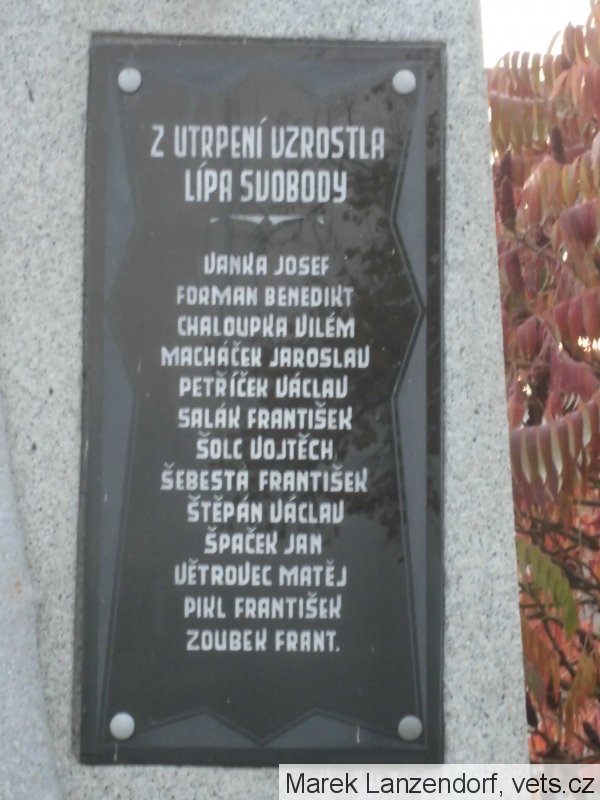 Z UTRPENÍ VZROSTLA
LÍPA SVOBODY
VANKA JOSEF
FORMAN BENEDIKT
CHALOUPKA VILÉM
MACHÁČEK JAROSLAV
PETŘÍČEK VÁCLAV
SALÁK FRANTIŠEK
ŠOLC VOJTĚCH
ŠEBESTA FRANTIŠEK
ŠTĚPÁN VÁCLAV
ŠPAČEK JAN
VĚTROVEC MATĚJ
PIKL FRANTIŠEK
ZOUBEK FRANT.
Marek Lanzendorf, vets.cz